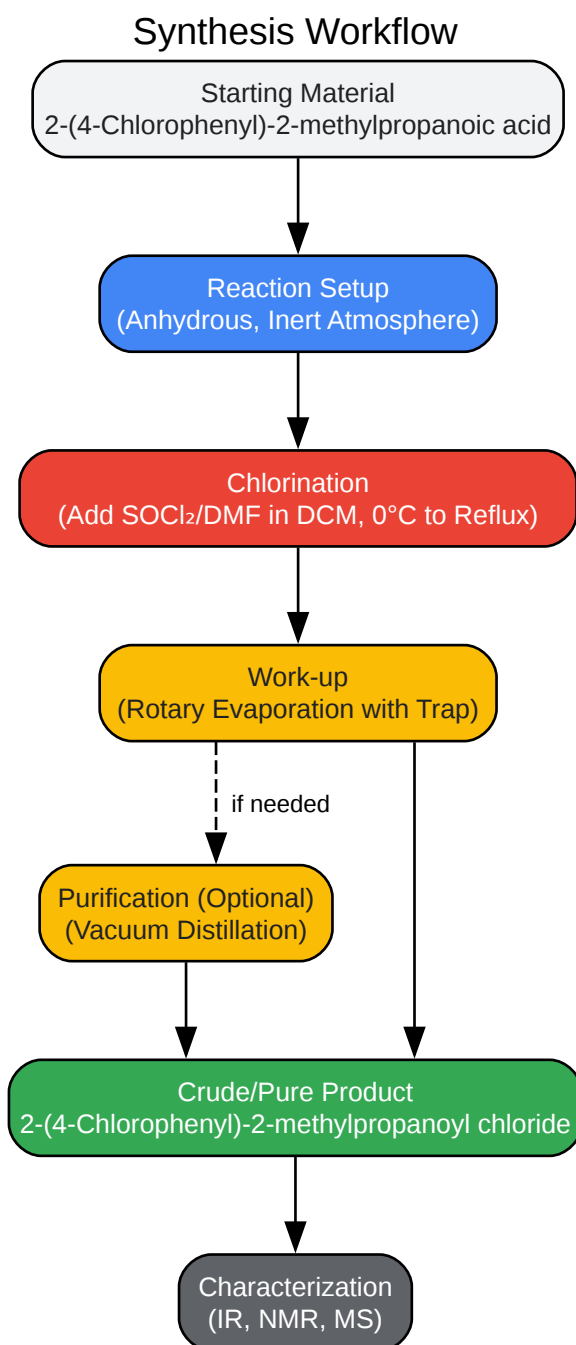 Synthesis Workflow
Starting Material
2-(4-Chlorophenyl)-2-methylpropanoic acid
Reaction Setup
(Anhydrous, Inert Atmosphere)
Chlorination
(Add SOCl₂/DMF in DCM, 0°C to Reflux)
Work-up
(Rotary Evaporation with Trap)
if needed
Purification (Optional)
(Vacuum Distillation)
Crude/Pure Product
2-(4-Chlorophenyl)-2-methylpropanoyl chloride
Characterization
(IR, NMR, MS)